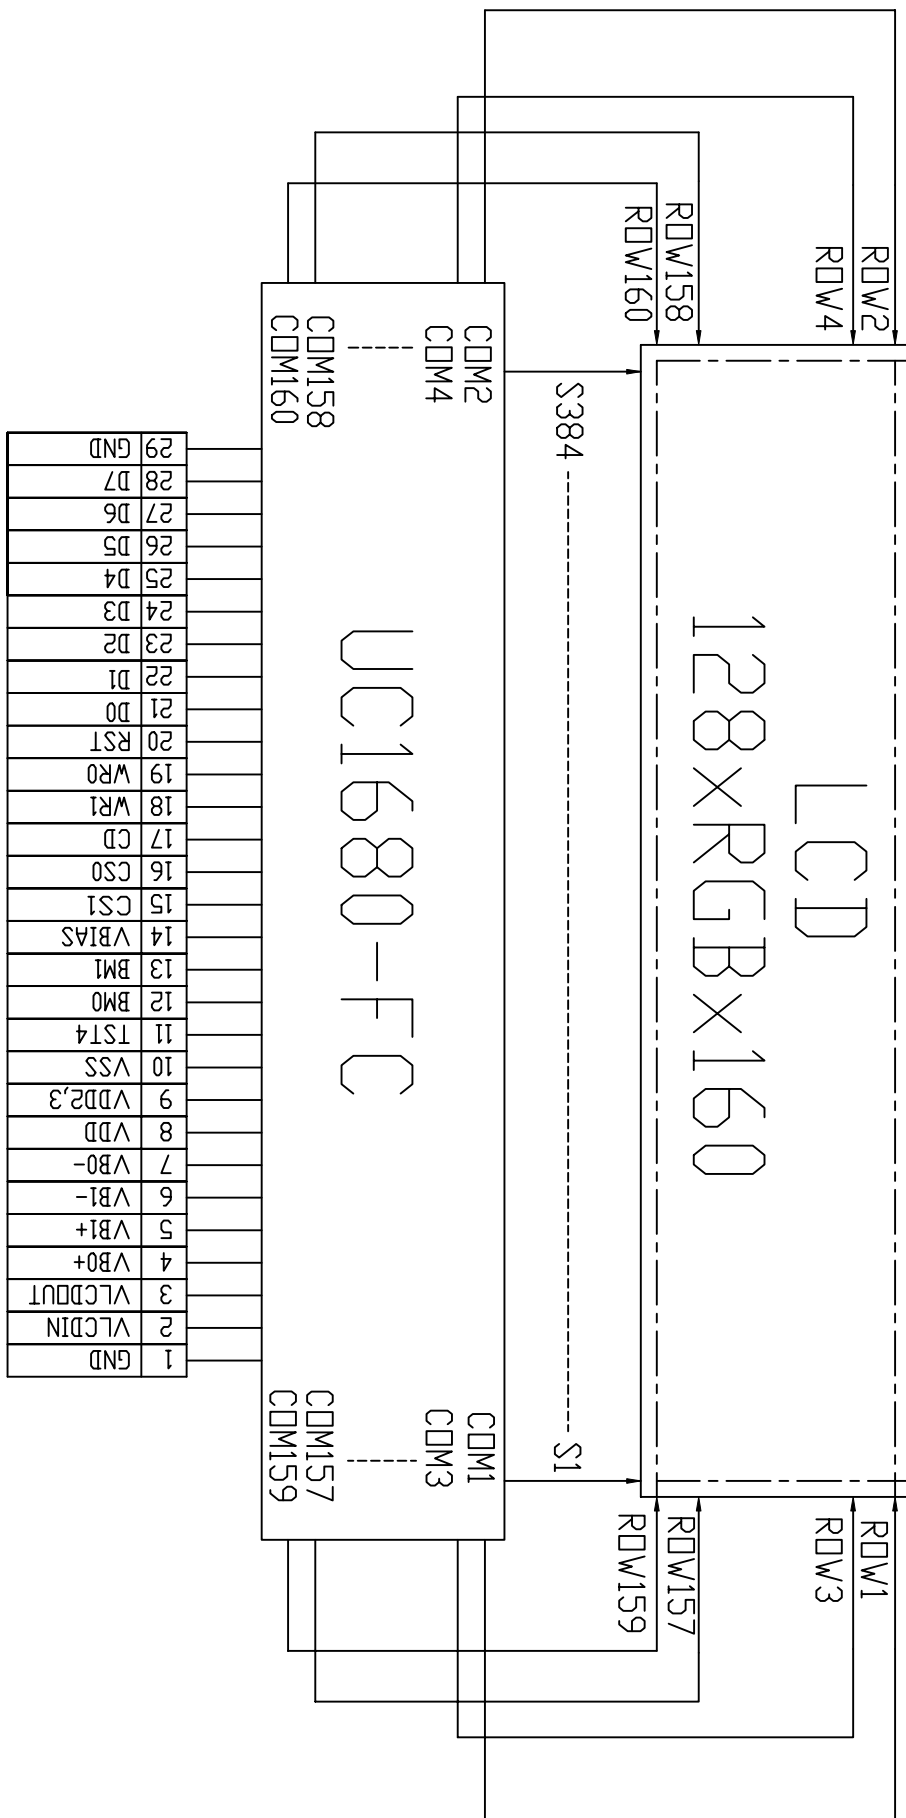 LCD
128xRGBx160
ROW2
ROW4
ROW158
ROW160
ROW1
ROW3
ROW157
ROW159
S384
S1
COM2
COM4
COM158
COM160
UC1680-FC
COM1
COM3
COM157
COM159
29 GND
28 D7
27 D6
26 D5
25 D4
24 D3
23 D2
22 D1
21 D0
20 RST
19 WR0
18 WR1
17 CD
16 CS0
15 CS1
14 VBIAS
13 BM1
12 BM0
11 TST4
10 VSS
9 VDD2,3
8 VDD
7 VB0-
6 VB1-
5 VB1+
4 VB0+
3 VLCDOUT
2 VLCDIN
1 GND